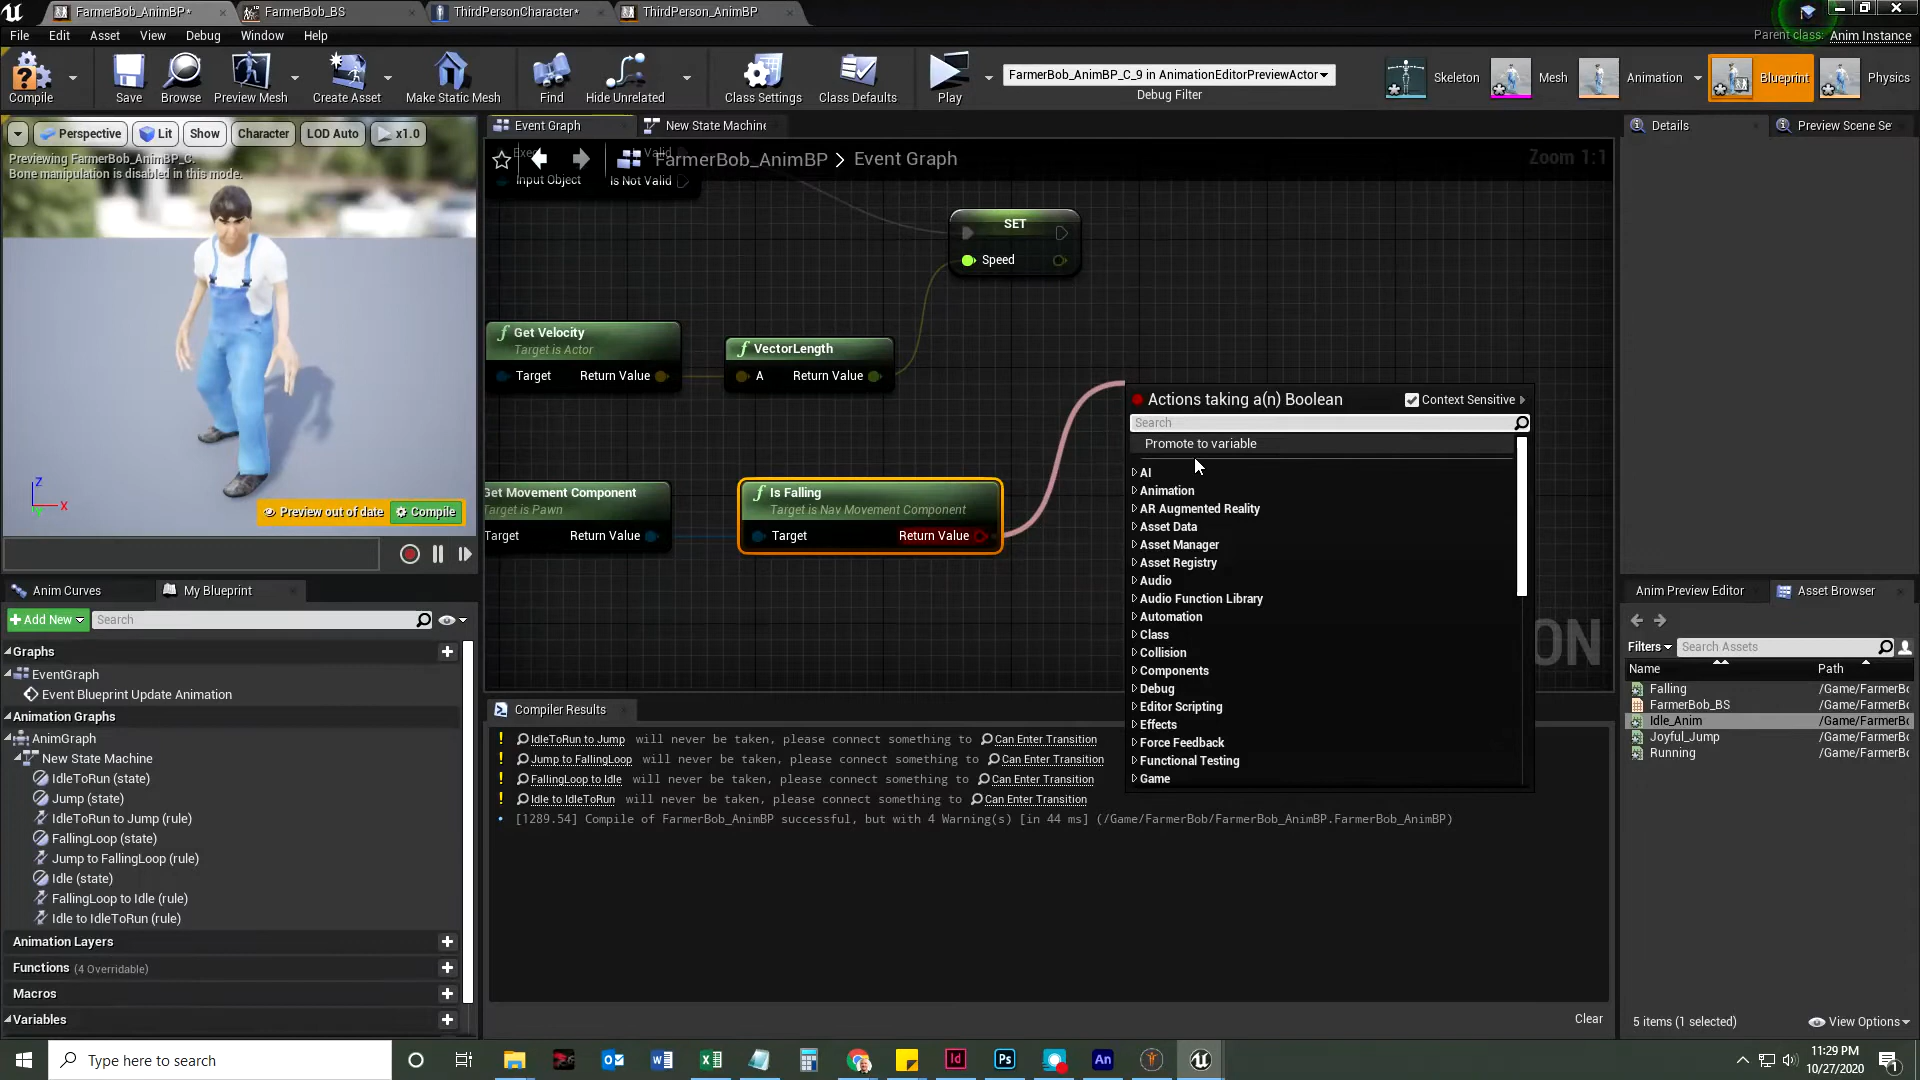 FarmerBob_AnimBP*
FarmerBob_BS
ThirdPersonCharacter*
ThirdPerson_AnimBP
File Edit Asset View Debug Window Help
Parent class: Anim Instance
Compile
Save
Browse
Preview Mesh
Create Asset
Make Static Mesh
Find
Hide Unrelated
Class Settings
Class Defaults
Play
FarmerBob_AnimBP_C_9 in AnimationEditorPreviewActor
Debug Filter
Skeleton
Mesh
Animation
Blueprint
Physics
Perspective
Lit
Show
Character
LOD Auto
x1.0
Previewing FarmerBob_AnimBP_C.
Bone manipulation is disabled in this mode.
Z
X
Preview out of date
Compile
Event Graph
New State Machine
FarmerBob_AnimBP > Event Graph
Zoom 1:1
Input Object
Is Not Valid
SET
Speed
Get Velocity
Target is Actor
Target Return Value
VectorLength
A Return Value
Get Movement Component
Target is Pawn
Target Return Value
Is Falling
Target is Nav Movement Component
Target Return Value
Actions taking a(n) Boolean
Context Sensitive
Search
Promote to variable
AI
Animation
AR Augmented Reality
Asset Data
Asset Manager
Asset Registry
Audio
Audio Function Library
Automation
Class
Collision
Components
Debug
Editor Scripting
Effects
Force Feedback
Functional Testing
Game
ON
Anim Curves
My Blueprint
Add New
Search
Graphs
EventGraph
Event Blueprint Update Animation
Animation Graphs
AnimGraph
New State Machine
IdleToRun (state)
Jump (state)
IdleToRun to Jump (rule)
FallingLoop (state)
Jump to FallingLoop (rule)
Idle (state)
FallingLoop to Idle (rule)
Idle to IdleToRun (rule)
Animation Layers
Functions (4 Overridable)
Macros
Variables
Compiler Results
IdleToRun to Jump will never be taken, please connect something to Can Enter Transition
Jump to FallingLoop will never be taken, please connect something to Can Enter Transition
FallingLoop to Idle will never be taken, please connect something to Can Enter Transition
Idle to IdleToRun will never be taken, please connect something to Can Enter Transition
[1289.54] Compile of FarmerBob_AnimBP successful, but with 4 Warning(s) [in 44 ms] (/Game/FarmerBob/FarmerBob_AnimBP.FarmerBob_AnimBP)
Clear
Details
Preview Scene Se
Anim Preview Editor
Asset Browser
Filters
Search Assets
Name
Path
Falling /Game/FarmerBo
FarmerBob_BS /Game/FarmerBo
Idle_Anim /Game/FarmerBo
Joyful_Jump /Game/FarmerBo
Running /Game/FarmerBo
5 items (1 selected)
View Options
Type here to search
11:29 PM
10/27/2020
1